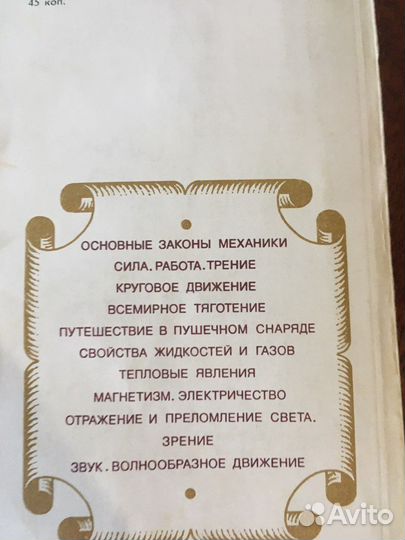 45 коп.
ОСНОВНЫЕ ЗАКОНЫ МЕХАНИКИ
СИЛА. РАБОТА. ТРЕНИЕ
КРУГОВОЕ ДВИЖЕНИЕ
ВСЕМИРНОЕ ТЯГОТЕНИЕ
ПУТЕШЕСТВИЕ В ПУШЕЧНОМ СНАРЯДЕ
СВОЙСТВА ЖИДКОСТЕЙ И ГАЗОВ
ТЕПЛОВЫЕ ЯВЛЕНИЯ
МАГНЕТИЗМ. ЭЛЕКТРИЧЕСТВО
ОТРАЖЕНИЕ И ПРЕЛОМЛЕНИЕ СВЕТА.
ЗРЕНИЕ
ЗВУК. ВОЛНООБРАЗНОЕ ДВИЖЕНИЕ
Avito